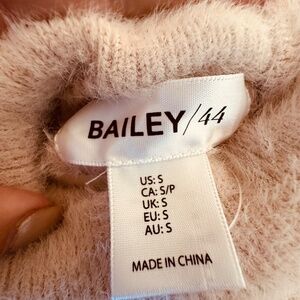 BAILEY/44
US: S
CA: S/P
UK: S
EU: S
AU: S
MADE IN CHINA